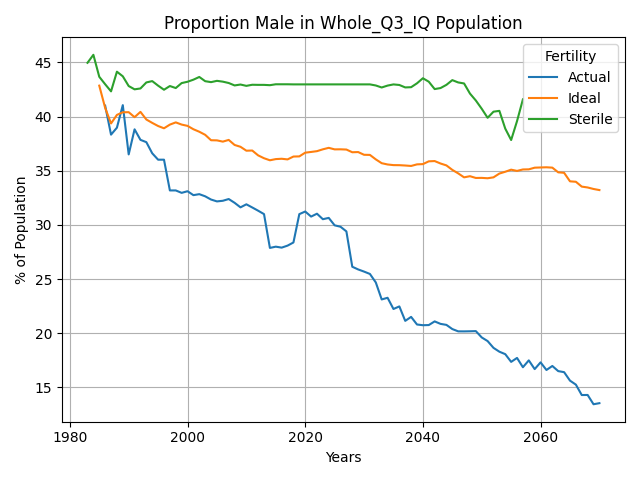 Proportion Male in Whole_Q3_IQ Population
% of Population
45
40
35
30
25
20
15
Fertility
Actual
Ideal
Sterile
1980
2000
2020
2040
2060
Years